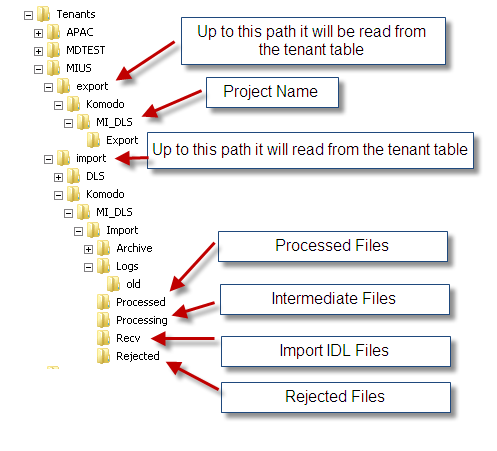 Tenants
APAC
MDTEST
MIUS
export
Komodo
MI_DLS
Export
import
DLS
Komodo
MI_DLS
Import
Archive
Logs
old
Processed
Processing
Recv
Rejected
Up to this path it will be read from
the tenant table
Project Name
Up to this path it will read from the tenant table
Processed Files
Intermediate Files
Import IDL Files
Rejected Files